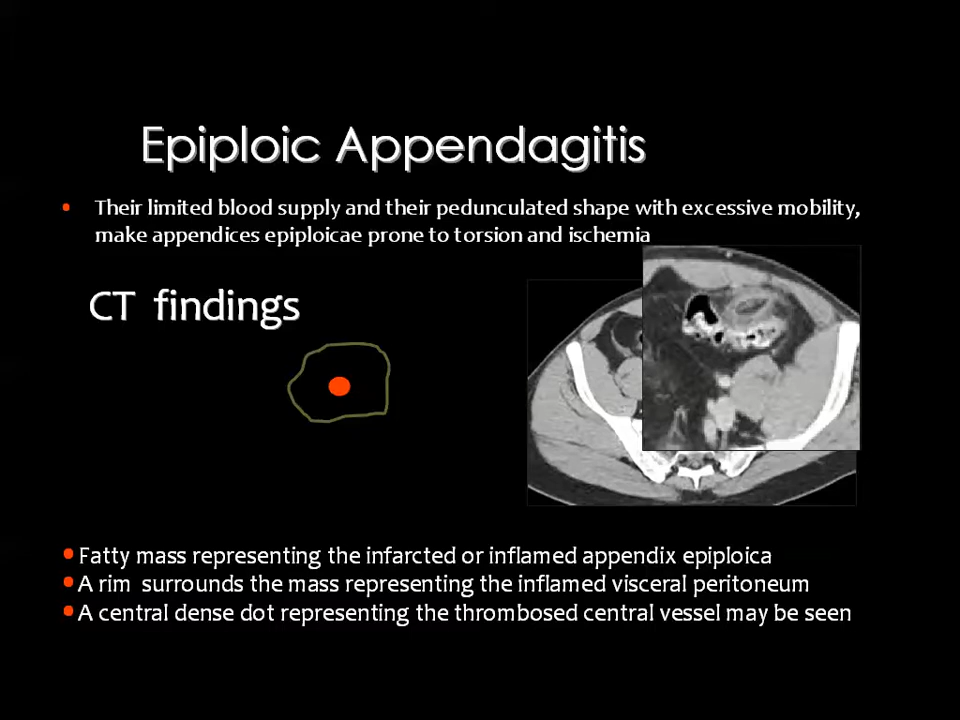 Epiploic Appendagitis
• Their limited blood supply and their pedunculated shape with excessive mobility,
make appendices epiploicae prone to torsion and ischemia
CT findings
• Fatty mass representing the infarcted or inflamed appendix epiploica
• A rim surrounds the mass representing the inflamed visceral peritoneum
• A central dense dot representing the thrombosed central vessel may be seen